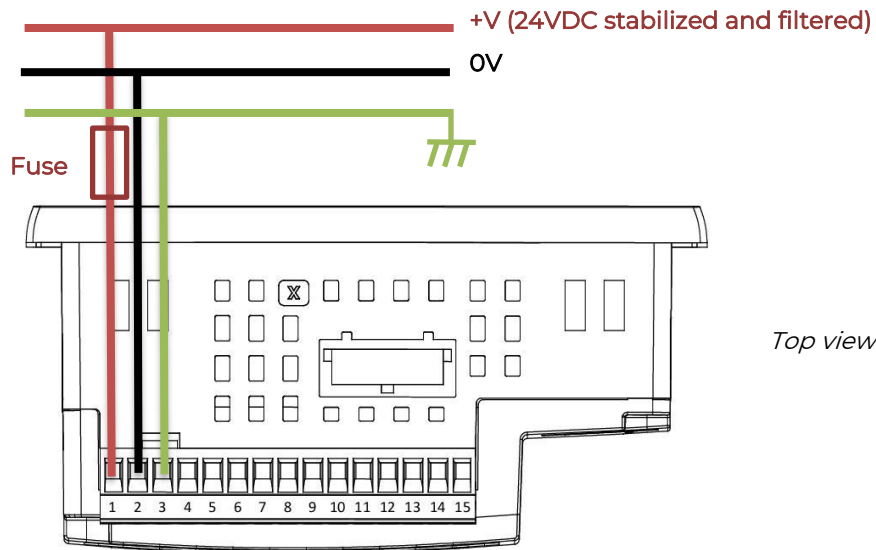 +V (24VDC stabilized and filtered)
0V
Fuse
X
Top view
1 2 3 4 5 6 7 8 9 10 11 12 13 14 15